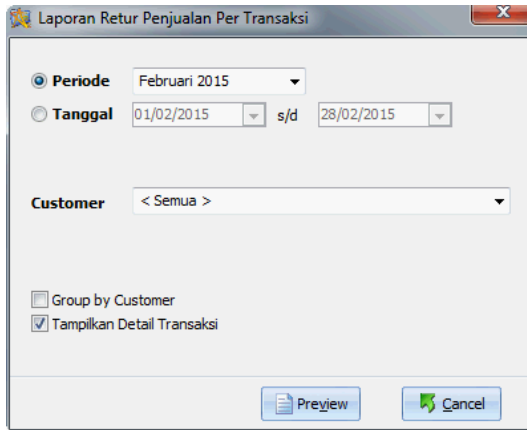 Laporan Retur Penjualan Per Transaksi
Periode Februari 2015
Tanggal 01/02/2015 s/d 28/02/2015
Customer < Semua >
Group by Customer
Tampilkan Detail Transaksi
Preview Cancel